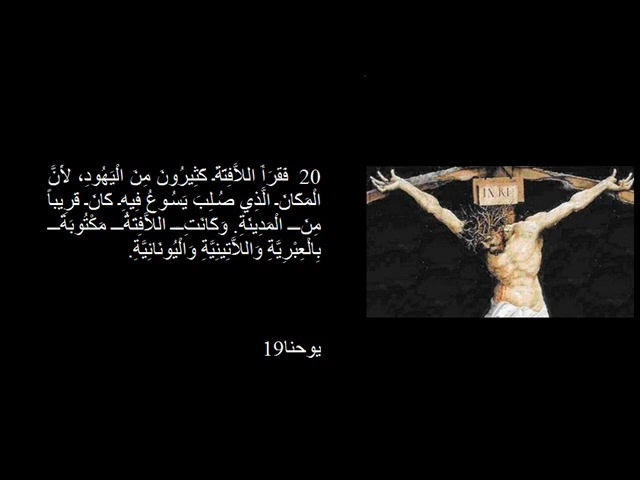 20 فقرَأَ اللاَّفِتَةَ كَثِيرُونَ مِنَ الْيَهُودِ، لأَنَّ
الْمَكَانَ الَّذِي صُلِبَ يَسُوعُ فِيهِ كَانَ قَرِيباً
مِنَ الْمَدِينَةِ. وَكَانَتِ اللاَّفِتَةُ مَكْتُوبَةً
بِالْعِبْرِيَّةِ وَاللاَّتِينِيَّةِ وَالْيُونَانِيَّةِ.
يوحنا19